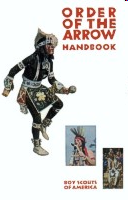 ORDER
OF THE
ARROW
HANDBOOK
BOY SCOUTS
OF AMERICA